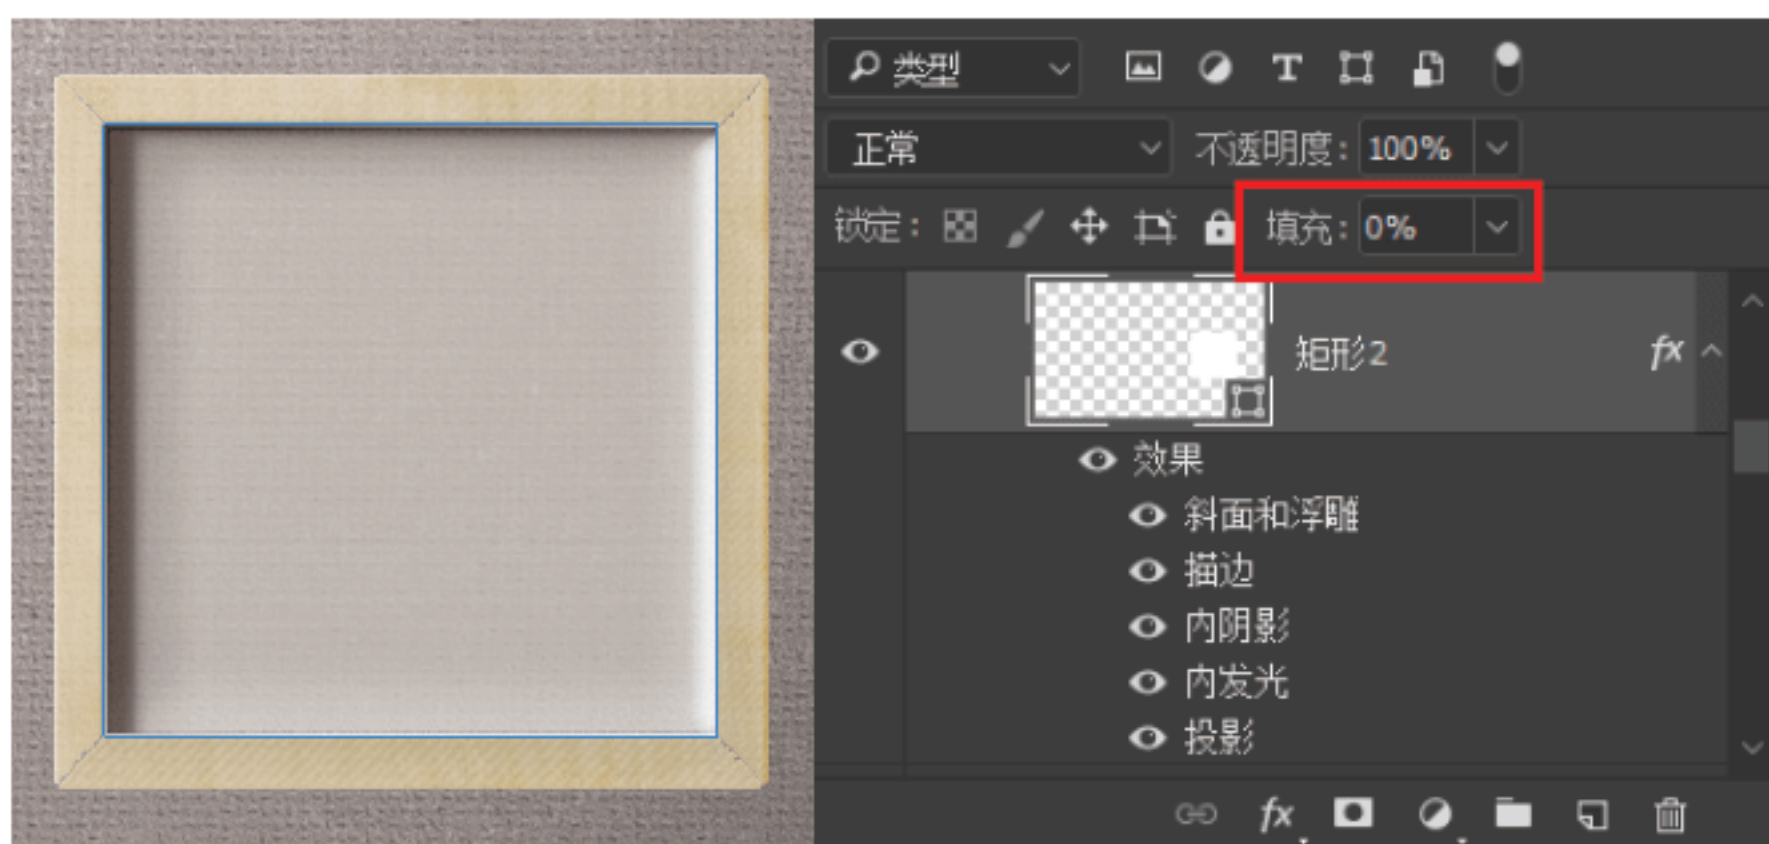 类型
正常 不透明度: 100%
锁定: 填充: 0%
矩形2 fx
效果
斜面和浮雕
描边
内阴影
内发光
投影
fx